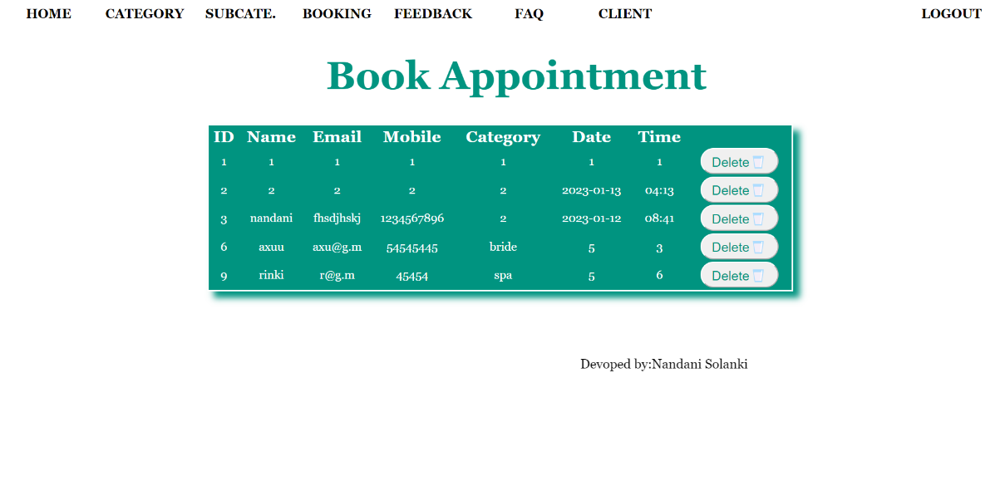 HOME CATEGORY SUBCATE. BOOKING FEEDBACK FAQ CLIENT LOGOUT
Book Appointment
ID Name Email Mobile Category Date Time
1 1 1 1 1 1 1 Delete
2 2 2 2 2 2023-01-13 04:13 Delete
3 nandani fhsdjhskj 1234567896 2 2023-01-12 08:41 Delete
6 axuu axu@g.m 54545445 bride 5 3 Delete
9 rinki r@g.m 45454 spa 5 6 Delete
Devoped by:Nandani Solanki